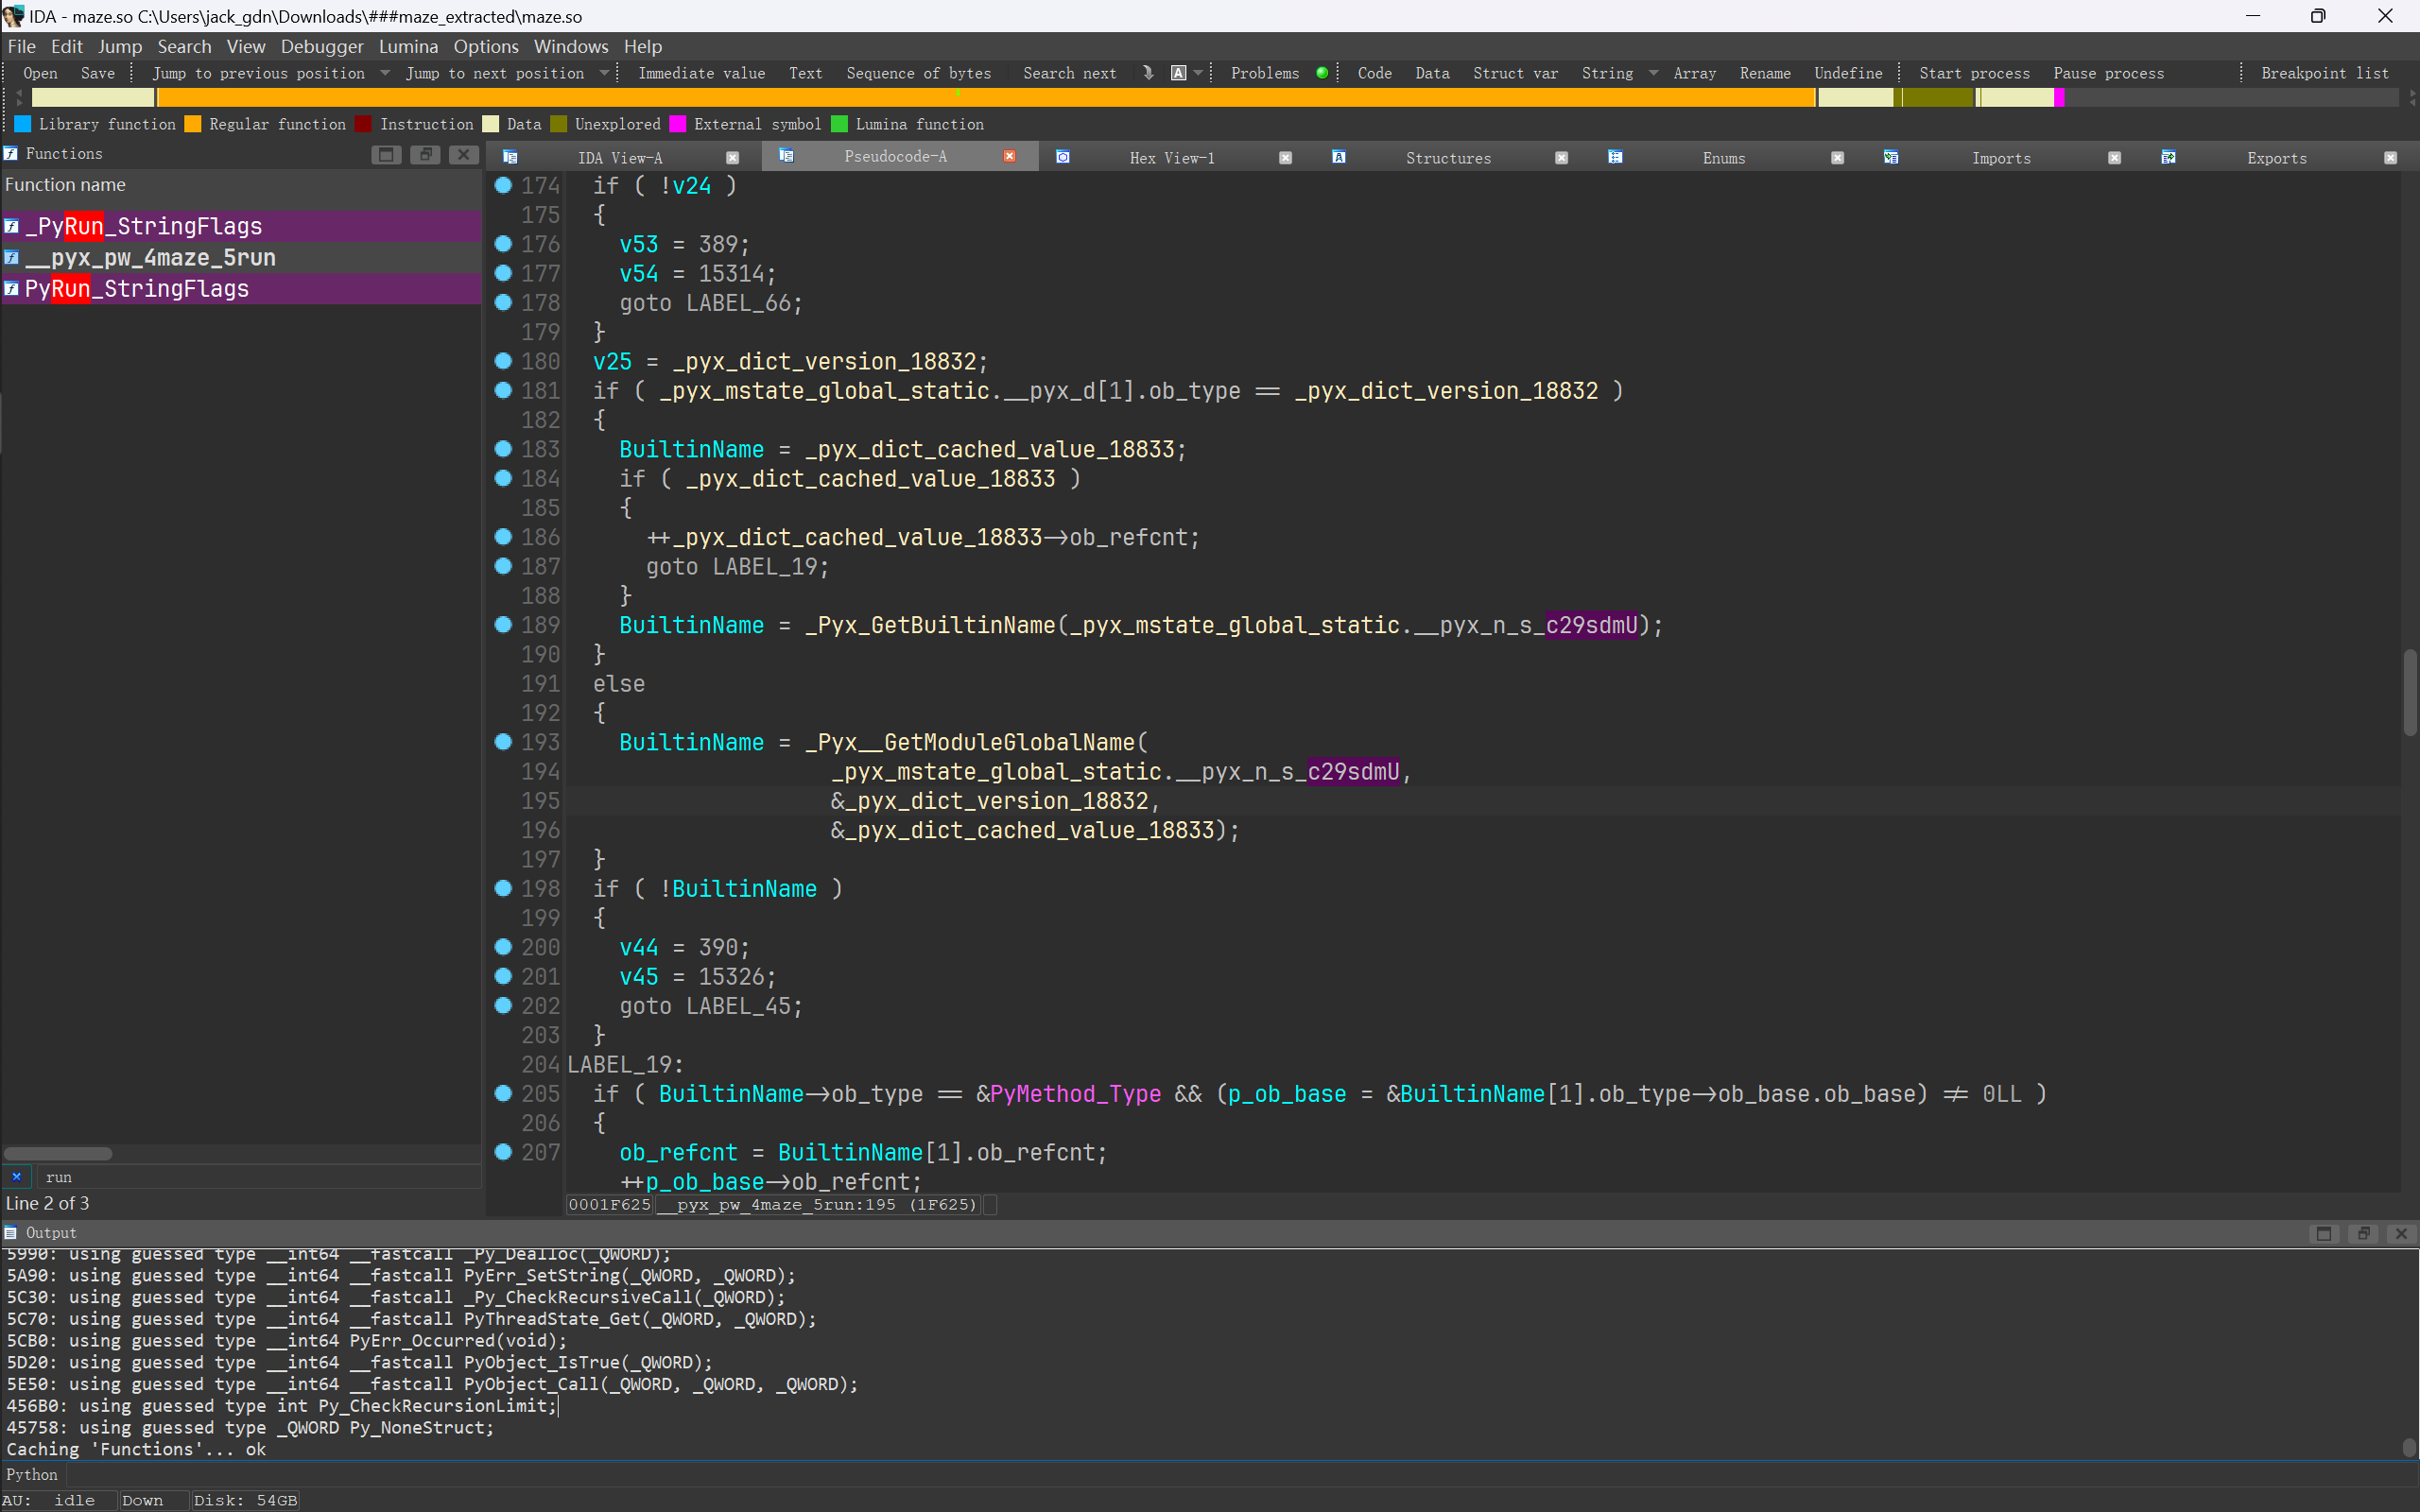 IDA - maze.so C:\Users\jack_gdn\Downloads\###maze_extracted\maze.so
File Edit Jump Search View Debugger Lumina Options Windows Help
Open Save Jump to previous position Jump to next position Immediate value Text Sequence of bytes Search next A Problems Code Data Struct var String Array Rename Undefine Start process Pause process Breakpoint list
Library function Regular function Instruction Data Unexplored External symbol Lumina function
Functions
IDA View-A Pseudocode-A Hex View-1 Structures Enums Imports Exports
Function name
_PyRun_StringFlags
__pyx_pw_4maze_5run
PyRun_StringFlags
174 if ( !v24 )
175 {
176 v53 = 389;
177 v54 = 15314;
178 goto LABEL_66;
179 }
180 v25 = _pyx_dict_version_18832;
181 if ( _pyx_mstate_global_static.__pyx_d[1].ob_type == _pyx_dict_version_18832 )
182 {
183 BuiltinName = _pyx_dict_cached_value_18833;
184 if ( _pyx_dict_cached_value_18833 )
185 {
186 ++_pyx_dict_cached_value_18833->ob_refcnt;
187 goto LABEL_19;
188 }
189 BuiltinName = _Pyx_GetBuiltinName(_pyx_mstate_global_static.__pyx_n_s_c29sdmU);
190 }
191 else
192 {
193 BuiltinName = _Pyx__GetModuleGlobalName(
194 _pyx_mstate_global_static.__pyx_n_s_c29sdmU,
195 &_pyx_dict_version_18832,
196 &_pyx_dict_cached_value_18833);
197 }
198 if ( !BuiltinName )
199 {
200 v44 = 390;
201 v45 = 15326;
202 goto LABEL_45;
203 }
204 LABEL_19:
205 if ( BuiltinName->ob_type == &PyMethod_Type && (p_ob_base = &BuiltinName[1].ob_type->ob_base.ob_base) != 0LL )
206 {
207 ob_refcnt = BuiltinName[1].ob_refcnt;
++p_ob_base->ob_refcnt;
run
Line 2 of 3
0001F625 __pyx_pw_4maze_5run:195 (1F625)
Output
5990: using guessed type __int64 __fastcall _Py_Dealloc(_QWORD);
5A90: using guessed type __int64 __fastcall PyErr_SetString(_QWORD, _QWORD);
5C30: using guessed type __int64 __fastcall _Py_CheckRecursiveCall(_QWORD);
5C70: using guessed type __int64 __fastcall PyThreadState_Get(_QWORD, _QWORD);
5CB0: using guessed type __int64 PyErr_Occurred(void);
5D20: using guessed type __int64 __fastcall PyObject_IsTrue(_QWORD);
5E50: using guessed type __int64 __fastcall PyObject_Call(_QWORD, _QWORD, _QWORD);
456B0: using guessed type int Py_CheckRecursionLimit;
45758: using guessed type _QWORD Py_NoneStruct;
Caching 'Functions'... ok
Python
AU: idle Down Disk: 54GB